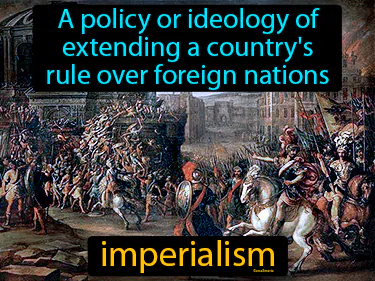 A policy or ideology of
extending a country's
rule over foreign nations
imperialism